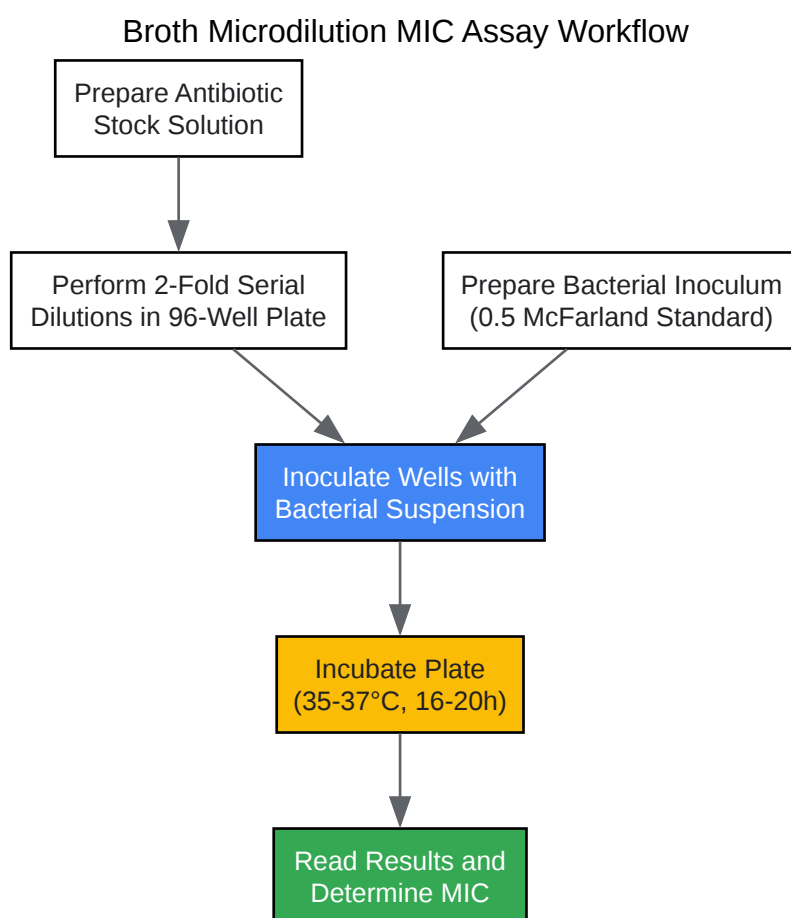 Broth Microdilution MIC Assay Workflow
Prepare Antibiotic
Stock Solution
Perform 2-Fold Serial
Dilutions in 96-Well Plate
Prepare Bacterial Inoculum
(0.5 McFarland Standard)
Inoculate Wells with
Bacterial Suspension
Incubate Plate
(35-37°C, 16-20h)
Read Results and
Determine MIC